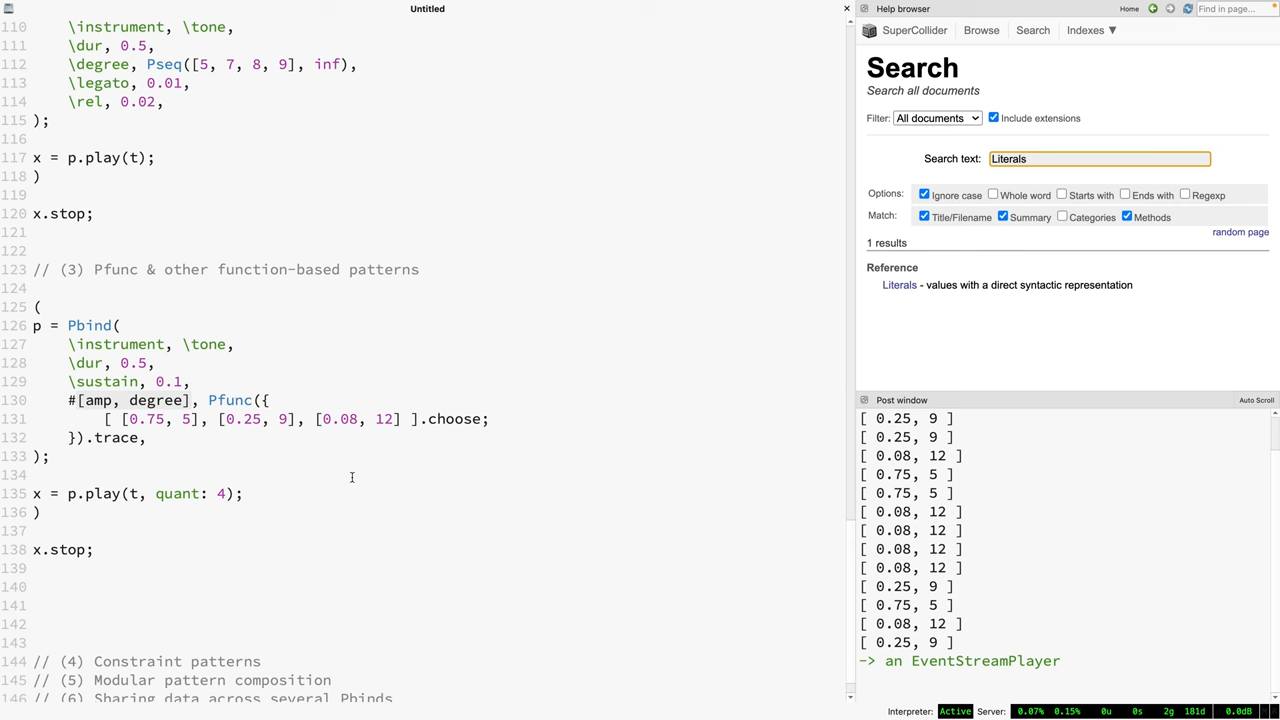 Untitled
110 \instrument, \tone,
111 \dur, 0.5,
112 \degree, Pseq([5, 7, 8, 9], inf),
113 \legato, 0.01,
114 \rel, 0.02,
115 );
116
117 x = p.play(t);
118 )
119
120 x.stop;
121
122
123 // (3) Pfunc & other function-based patterns
124
125 (
126 p = Pbind(
127 \instrument, \tone,
128 \dur, 0.5,
129 \sustain, 0.1,
130 #[amp, degree], Pfunc({
131 [ [0.75, 5], [0.25, 9], [0.08, 12] ].choose;
132 }).trace,
133 );
134
135 x = p.play(t, quant: 4);
136 )
137
138 x.stop;
139
140
141
142
143
144 // (4) Constraint patterns
145 // (5) Modular pattern composition
146 // (6) Sharing data across several Pbinds
Help browser
Home
Find in page...
SuperCollider Browse Search Indexes ▼
Search
Search all documents
Filter: All documents Include extensions
Search text: Literals
Options: Ignore case Whole word Starts with Ends with Regexp
Match: Title/Filename Summary Categories Methods
random page
1 results
Reference
Literals - values with a direct syntactic representation
Post window
Auto Scroll
[ 0.25, 9 ]
[ 0.25, 9 ]
[ 0.08, 12 ]
[ 0.75, 5 ]
[ 0.75, 5 ]
[ 0.08, 12 ]
[ 0.08, 12 ]
[ 0.08, 12 ]
[ 0.08, 12 ]
[ 0.25, 9 ]
[ 0.75, 5 ]
[ 0.08, 12 ]
[ 0.25, 9 ]
-> an EventStreamPlayer
Interpreter: Active Server: 0.07% 0.15% 0u 0s 2g 181d 0.0dB